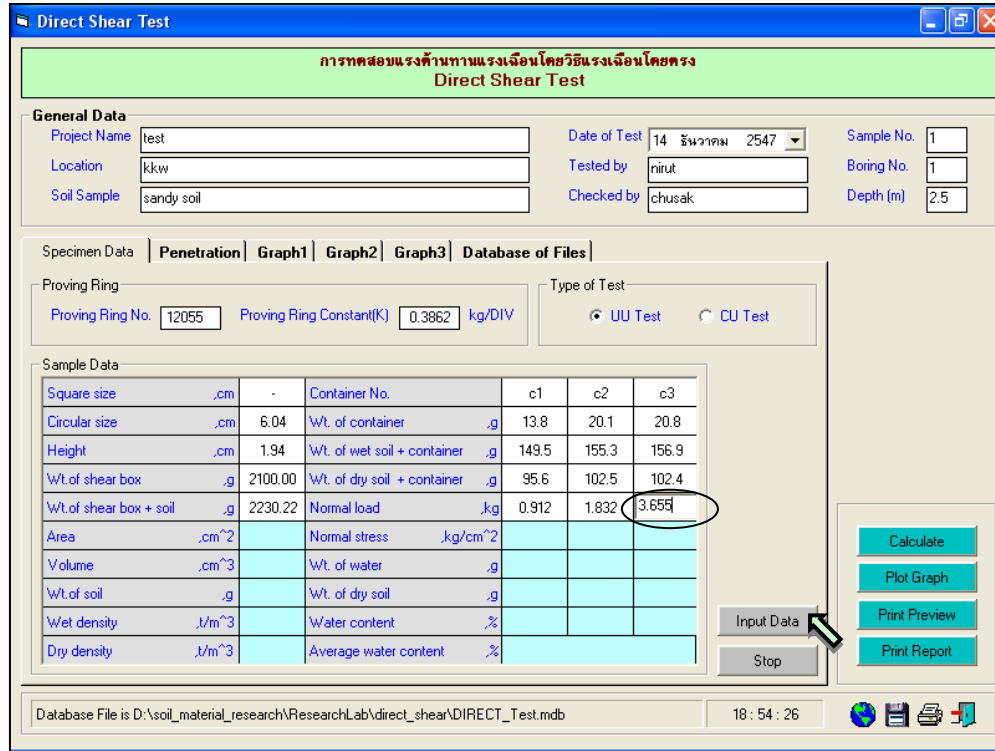 Direct Shear Test
การทดสอบแรงต้านทานแรงเฉือนโดยวิธีแรงเฉือนโดยตรง
Direct Shear Test
General Data
Project Name test Date of Test 14 ธันวาคม 2547 Sample No. 1
Location kkw Tested by nirut Boring No. 1
Soil Sample sandy soil Checked by chusak Depth (m) 2.5
Specimen Data Penetration Graph1 Graph2 Graph3 Database of Files
Proving Ring Type of Test
Proving Ring No. 12055 Proving Ring Constant(K) 0.3862 kg/DIV UU Test CU Test
Sample Data
Square size ,cm - Container No. c1 c2 c3
Circular size ,cm 6.04 Wt. of container ,g 13.8 20.1 20.8
Height ,cm 1.94 Wt. of wet soil + container ,g 149.5 155.3 156.9
Wt.of shear box ,g 2100.00 Wt. of dry soil + container ,g 95.6 102.5 102.4
Wt.of shear box + soil ,g 2230.22 Normal load ,kg 0.912 1.832 3.655
Area ,cm^2 Normal stress ,kg/cm^2
Volume ,cm^3 Wt. of water ,g
Wt.of soil ,g Wt. of dry soil ,g
Wet density ,t/m^3 Water content ,%
Dry density ,t/m^3 Average water content ,%
Input Data
Stop
Calculate
Plot Graph
Print Preview
Print Report
Database File is D:\soil_material_research\ResearchLab\direct_shear\DIRECT_Test.mdb 18 : 54 : 26